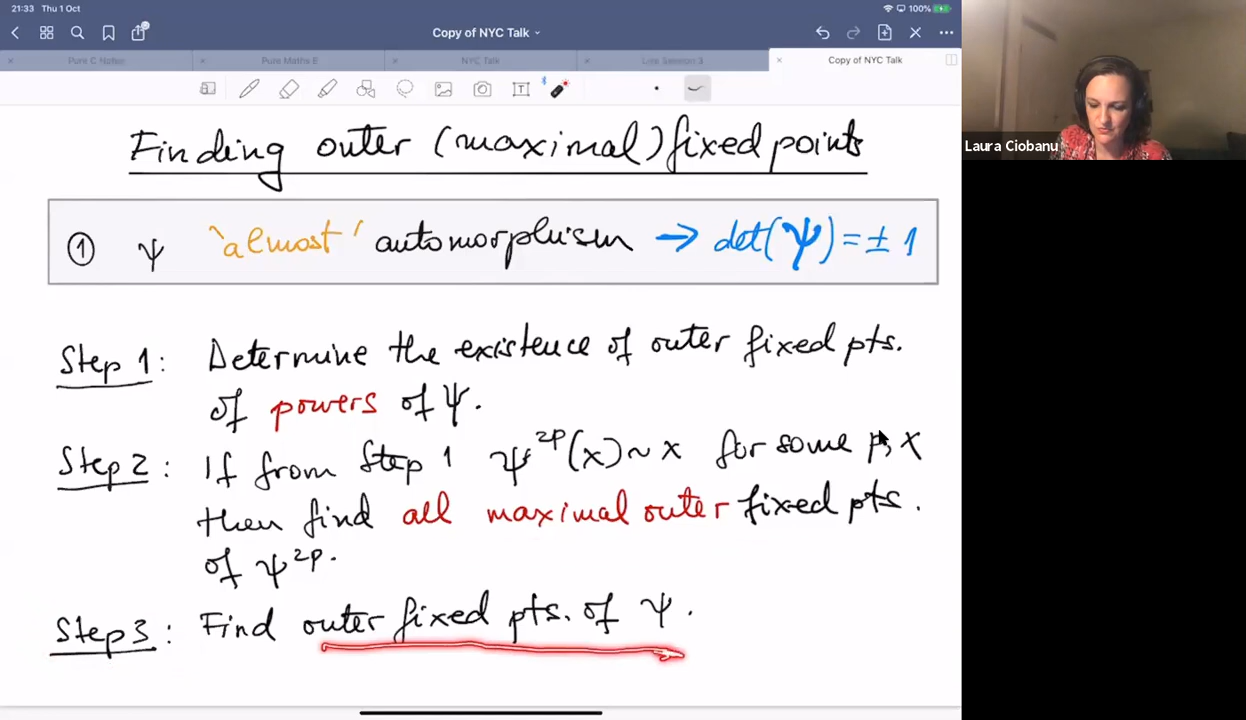 21:33 Thu 1 Oct
100%
Copy of NYC Talk
Pure Maths E
NYC Talk
Live Session 3
Copy of NYC Talk
Laura Ciobanu
Finding outer (maximal) fixed points
① ψ 'almost' automorphism → det(ψ) = ± 1
Step 1: Determine the existence of outer fixed pts.
of powers of ψ.
Step 2: If from Step 1 ψ^2p(x) ~ x for some p, x
then find all maximal outer fixed pts.
of ψ^2p.
Step 3: Find outer fixed pts. of ψ.